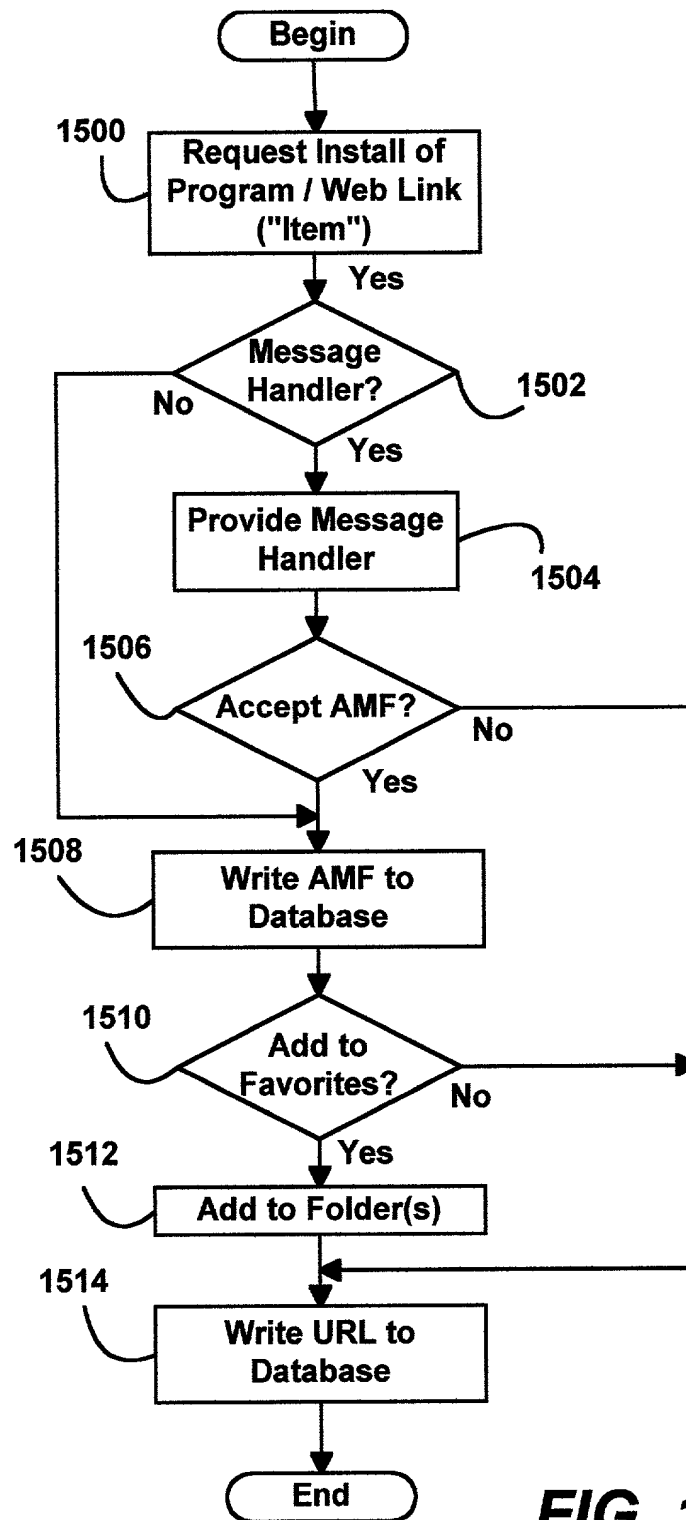 Begin
1500
Request Install of
Program / Web Link
("Item")
Yes
Message
Handler?
1502
No
Yes
Provide Message
Handler
1504
1506
Accept AMF?
No
Yes
1508
Write AMF to
Database
1510
Add to
Favorites?
No
Yes
1512
Add to Folder(s)
1514
Write URL to
Database
End
FIG.